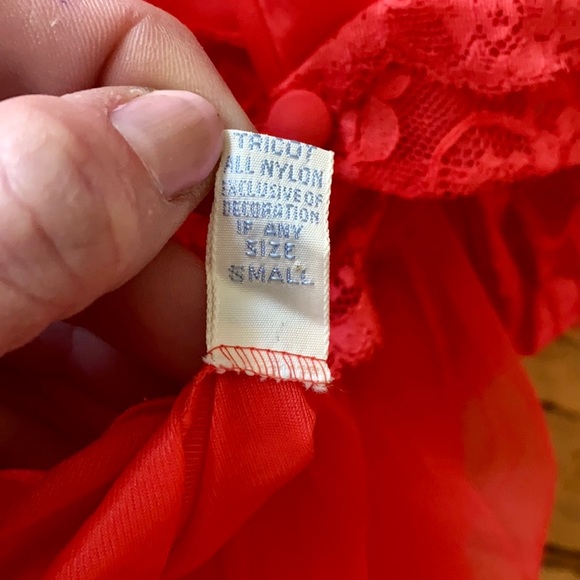 TRICOT
ALL NYLON
EXCLUSIVE OF
DECORATION
IF ANY
SIZE
SMALL